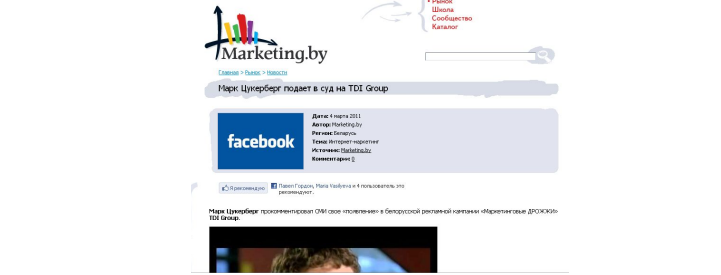 Рынок
Школа
Сообщество
Каталог
Marketing.by
Главная > Рынок > Новости
Марк Цукерберг подает в суд на TDI Group
facebook
Дата: 4 марта 2011
Автор: Marketing.by
Регион: Беларусь
Тема: Интернет-маркетинг
Источник: Marketing.by
Комментарии: 0
Я рекомендую
Павел Гордон, Maria Vasilyeva и 4 пользователь это
рекомендуют.
Марк Цукерберг прокомментировал СМИ свое «появление» в белорусской рекламной кампании «Маркетинговые ДРОЖЖИ»
TDI Group.